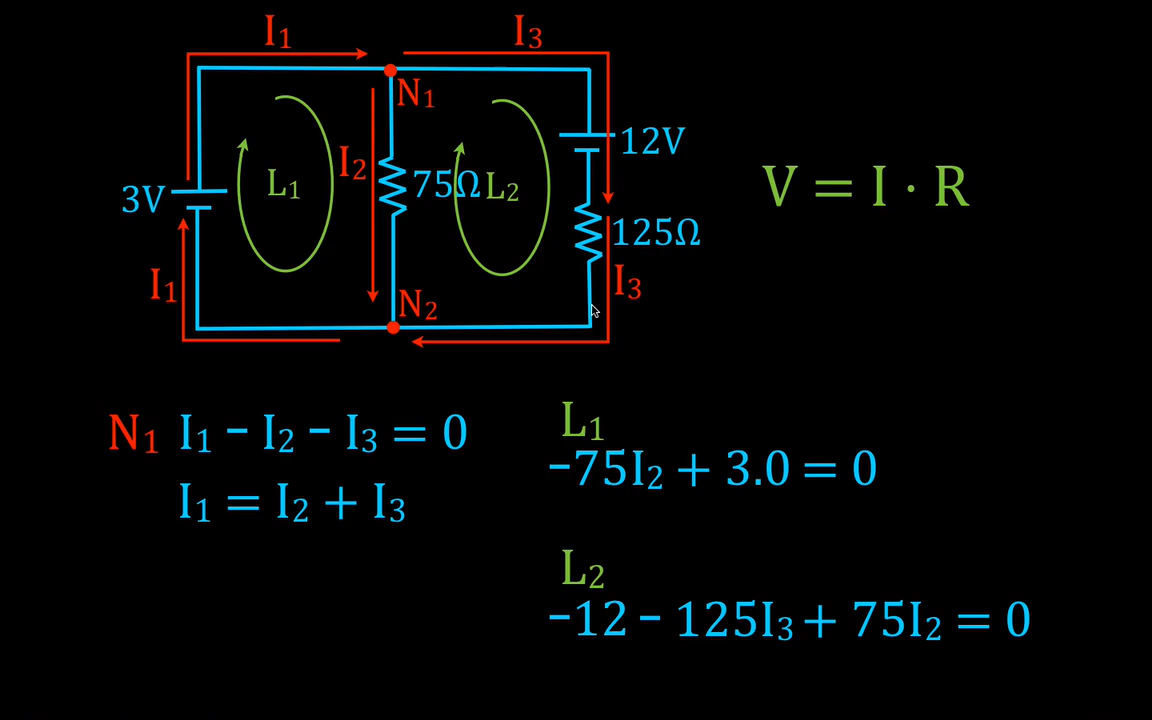 I₁
I₃
N₁
I₂
L₁
75Ω
L₂
12V
3V
125Ω
I₁
I₃
N₂
V = I · R
N₁ I₁ − I₂ − I₃ = 0
I₁ = I₂ + I₃
L₁
−75I₂ + 3.0 = 0
L₂
−12 − 125I₃ + 75I₂ = 0